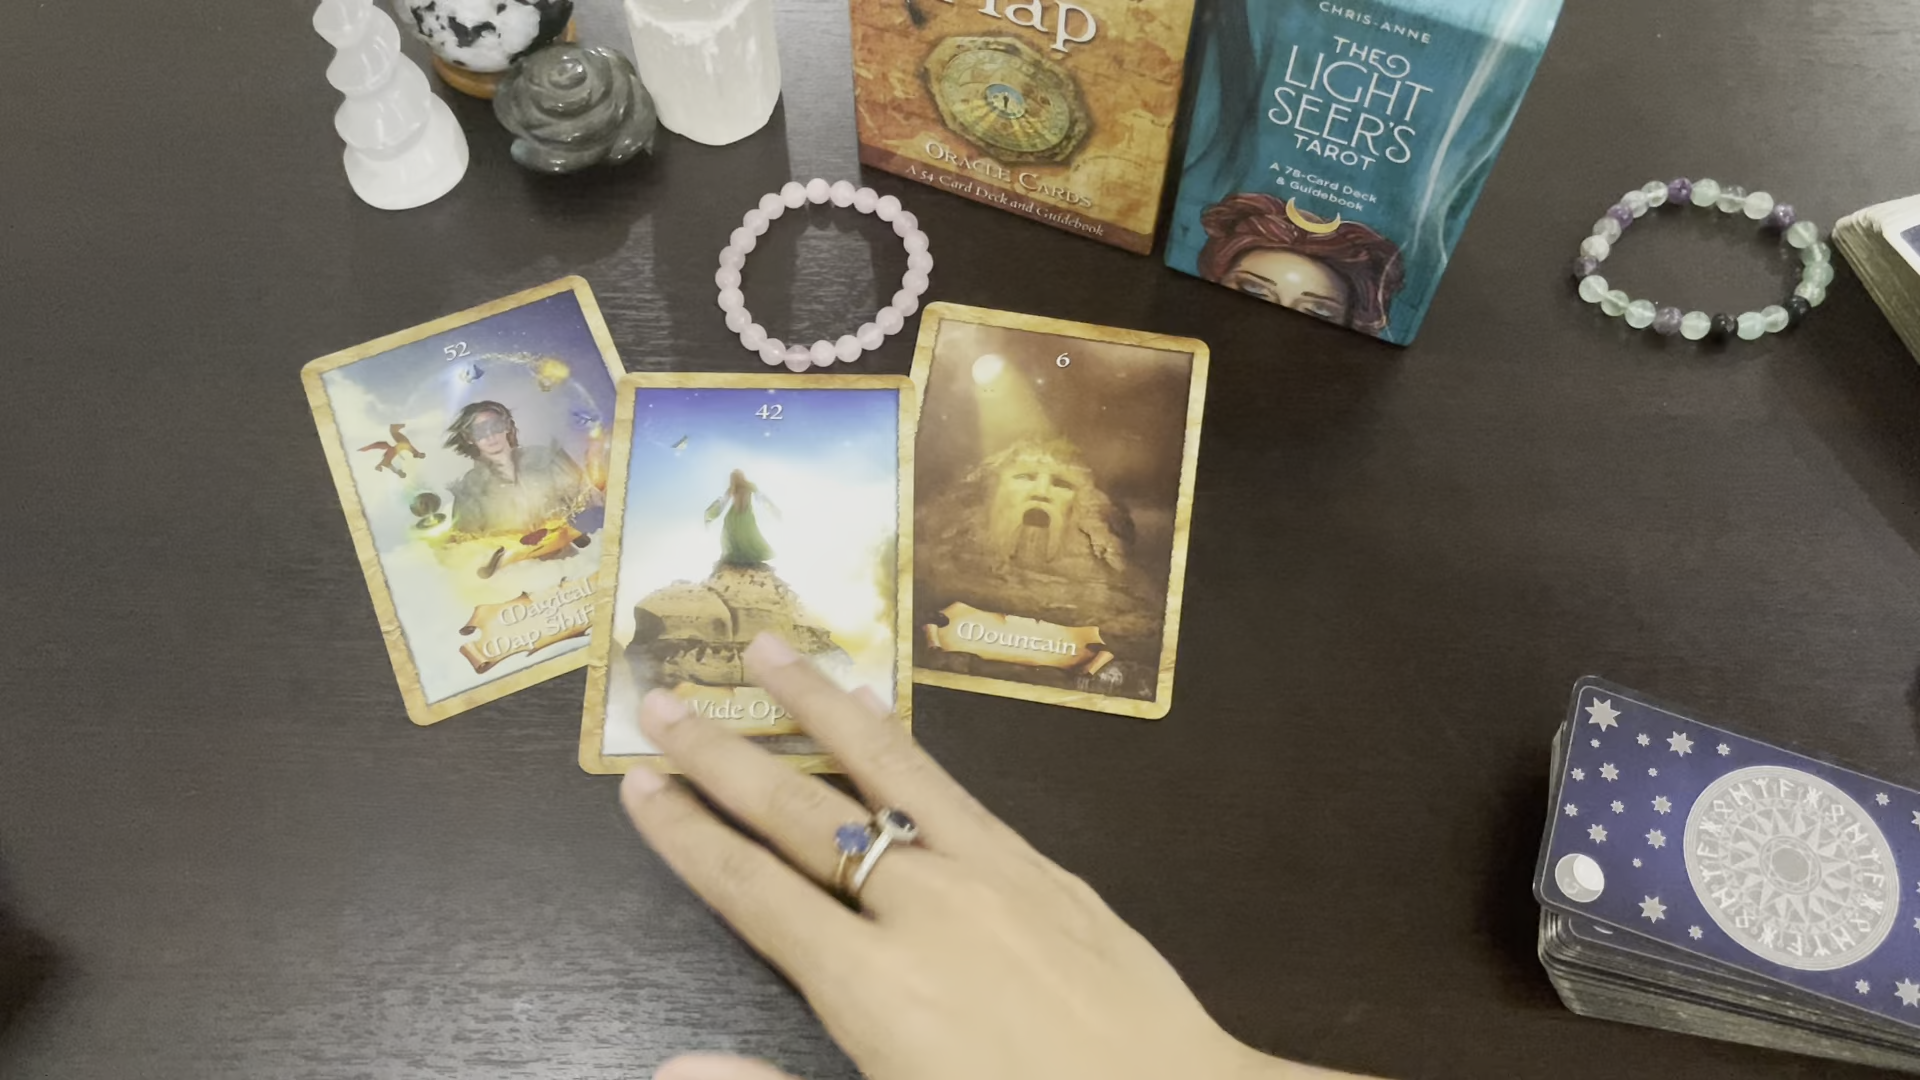 Map
ORACLE CARDS
A 54 Card Deck and Guidebook
CHRIS-ANNE
THE
LIGHT
SEER'S
TAROT
A 78-Card Deck
& Guidebook
52
Magical
Map
42
Wide
6
Mountain